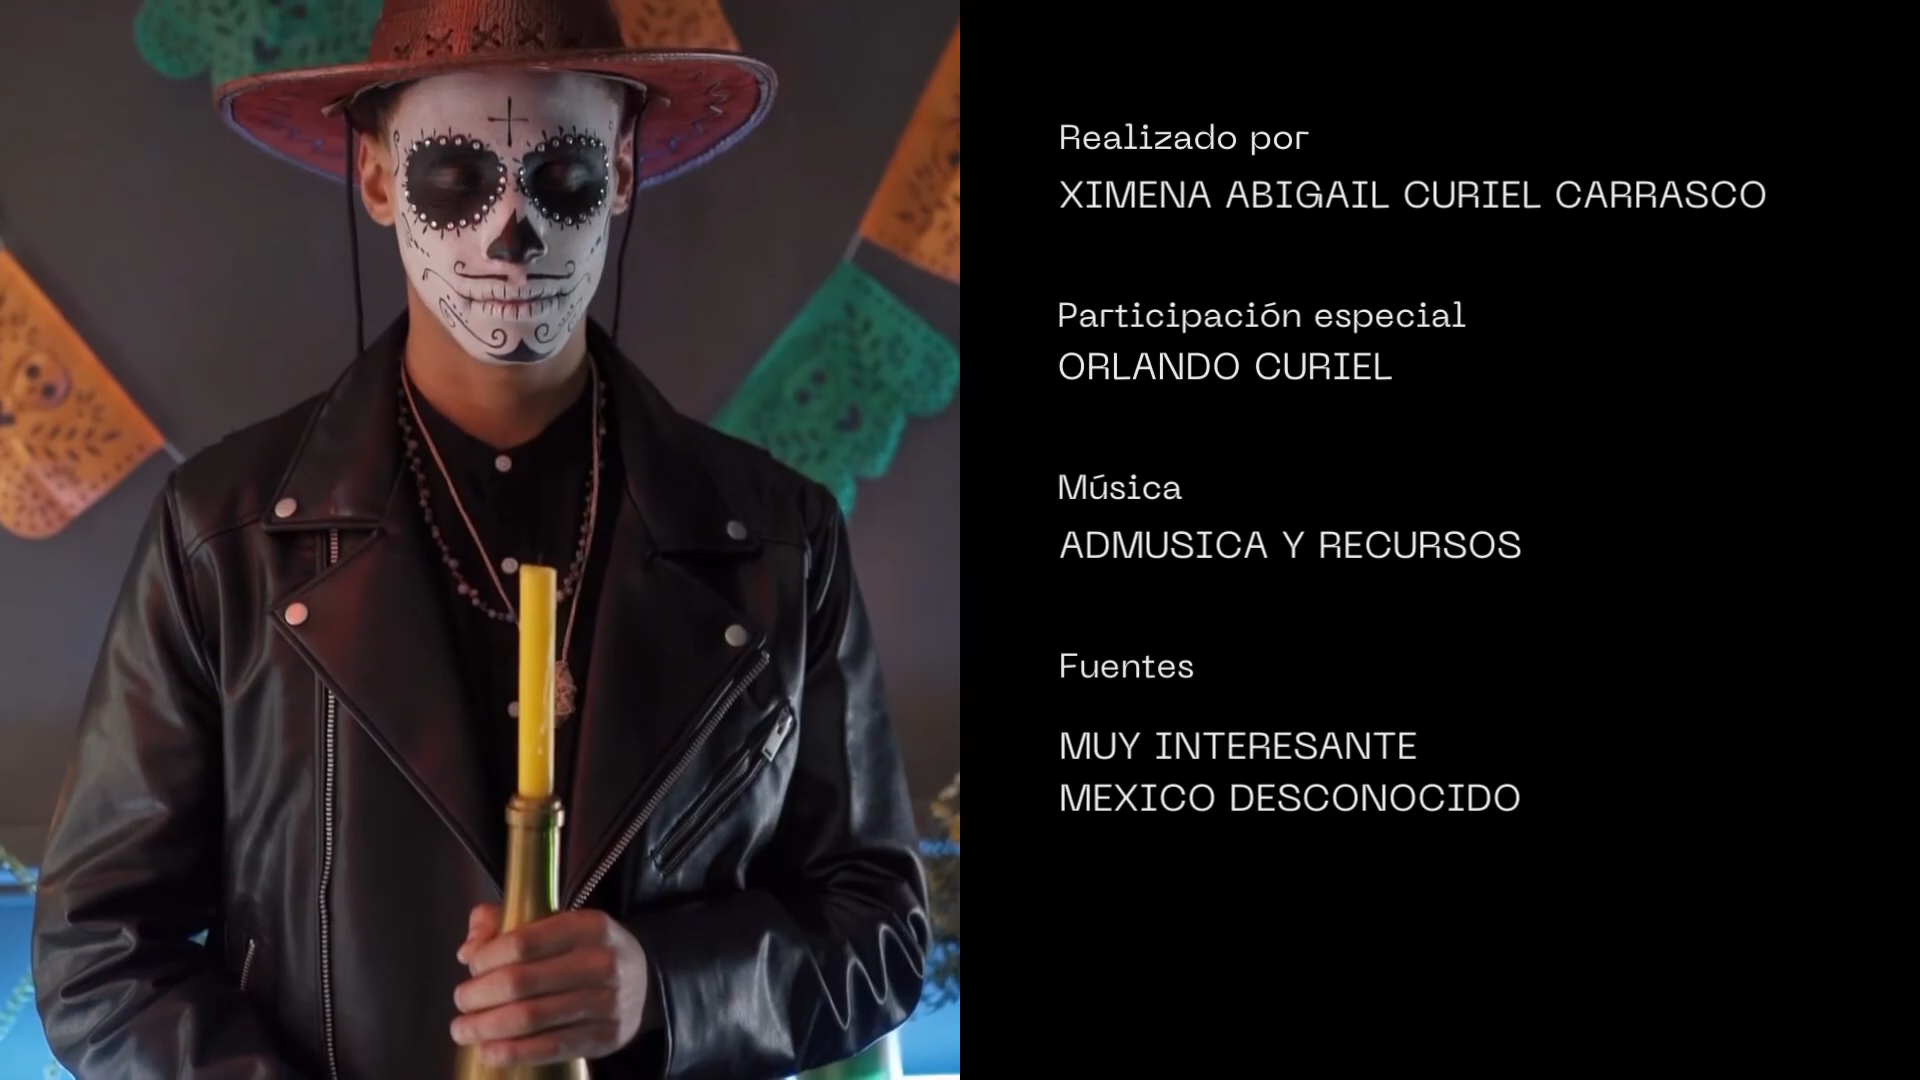 Realizado por
XIMENA ABIGAIL CURIEL CARRASCO
Participación especial
ORLANDO CURIEL
Música
ADMUSICA Y RECURSOS
Fuentes
MUY INTERESANTE
MEXICO DESCONOCIDO